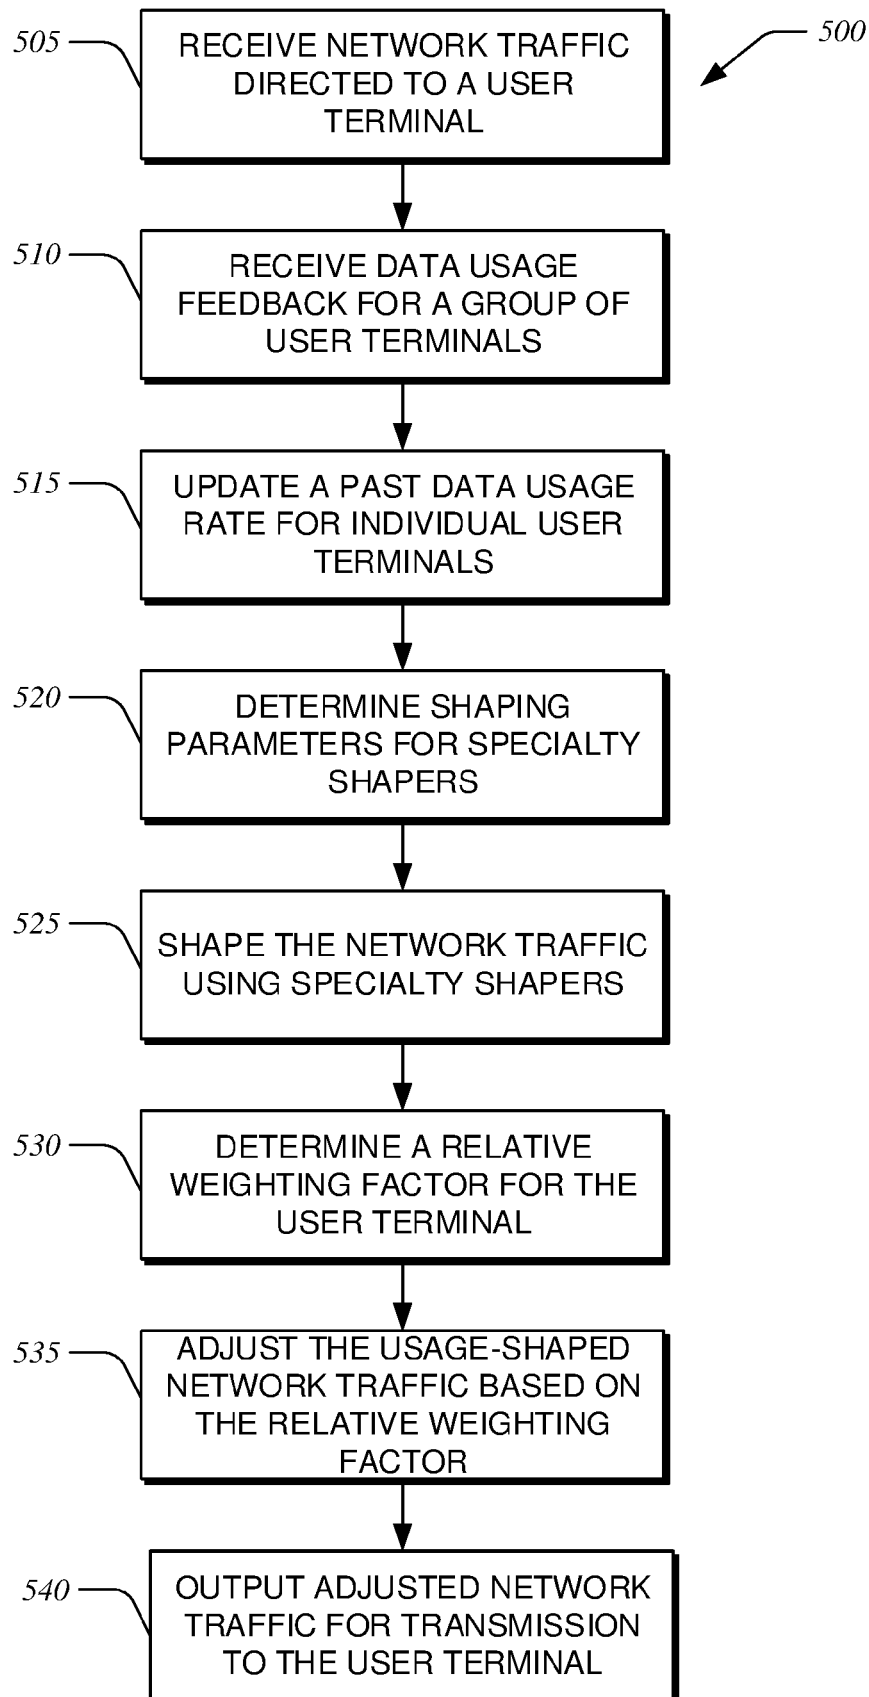 500
505
RECEIVE NETWORK TRAFFIC
DIRECTED TO A USER
TERMINAL
510
RECEIVE DATA USAGE
FEEDBACK FOR A GROUP OF
USER TERMINALS
515
UPDATE A PAST DATA USAGE
RATE FOR INDIVIDUAL USER
TERMINALS
520
DETERMINE SHAPING
PARAMETERS FOR SPECIALTY
SHAPERS
525
SHAPE THE NETWORK TRAFFIC
USING SPECIALTY SHAPERS
530
DETERMINE A RELATIVE
WEIGHTING FACTOR FOR THE
USER TERMINAL
535
ADJUST THE USAGE-SHAPED
NETWORK TRAFFIC BASED ON
THE RELATIVE WEIGHTING
FACTOR
540
OUTPUT ADJUSTED NETWORK
TRAFFIC FOR TRANSMISSION
TO THE USER TERMINAL